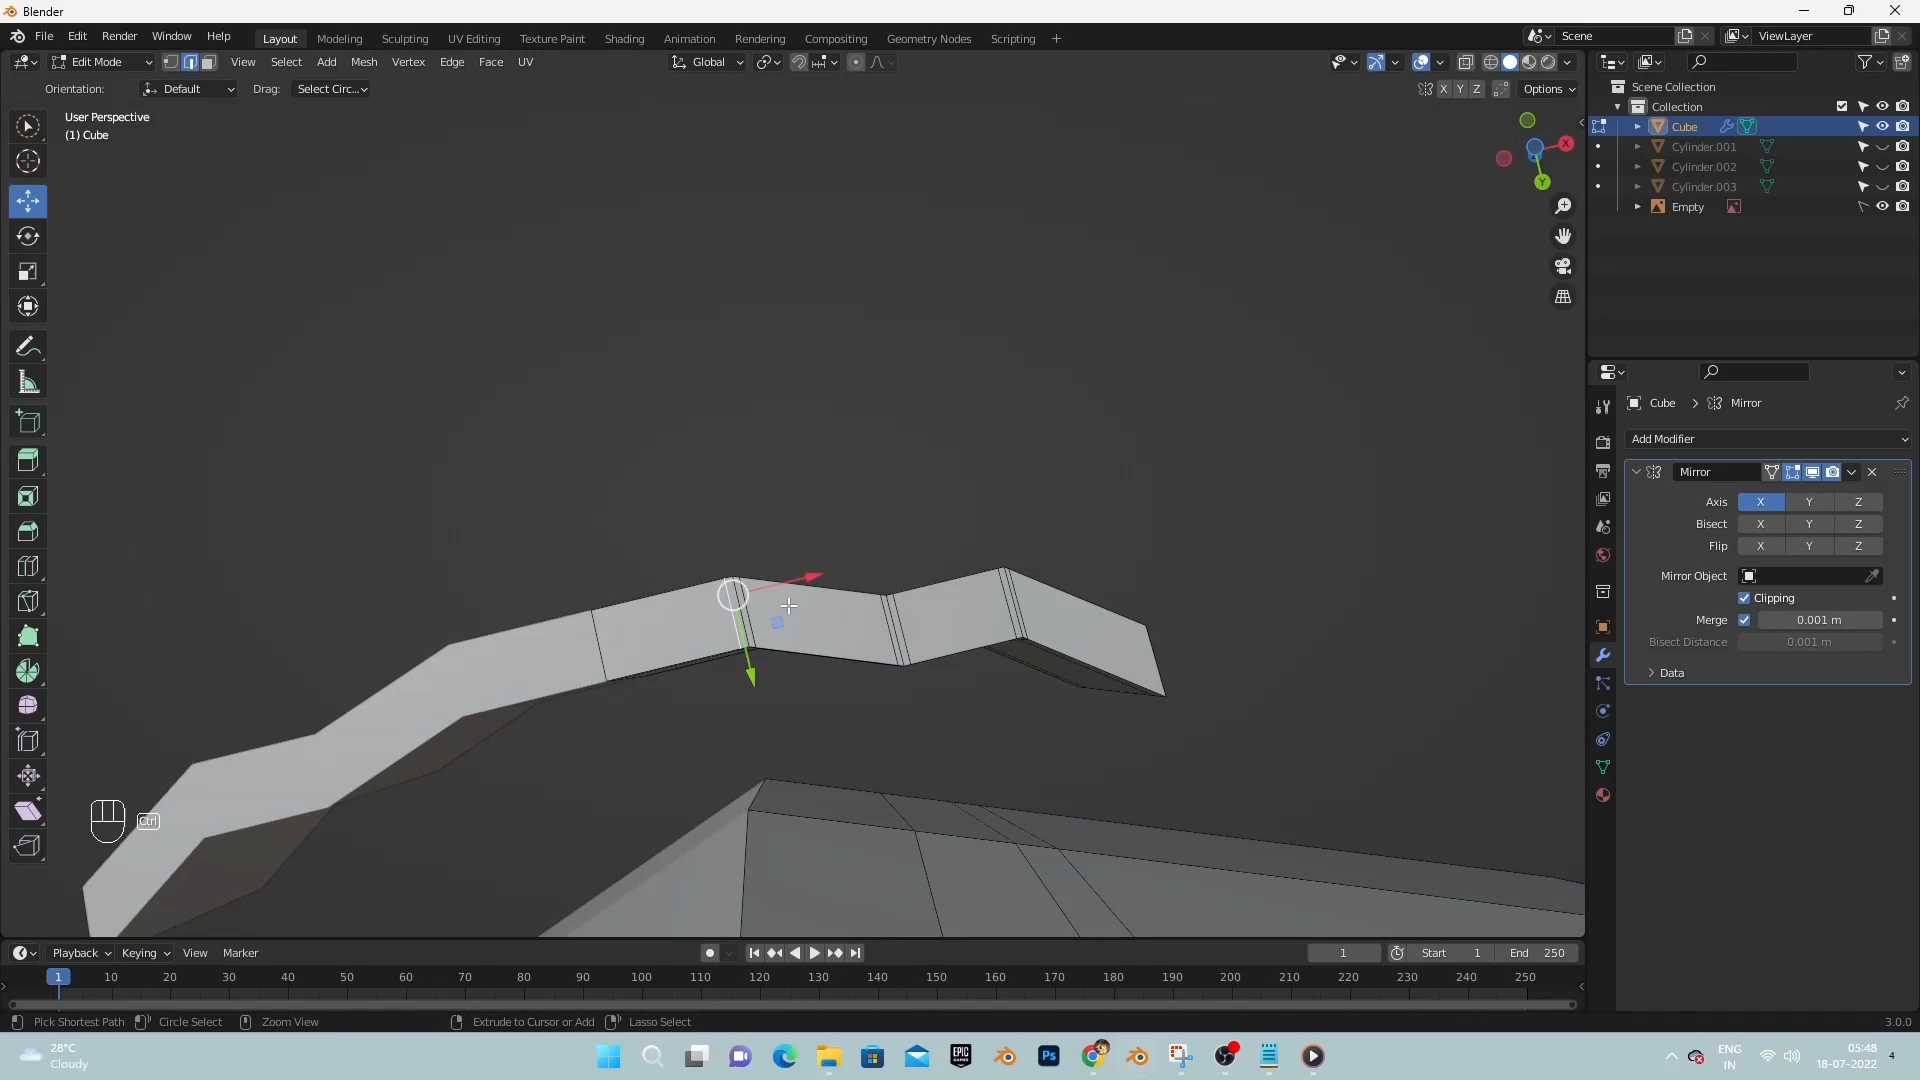 Blender
File Edit Render Window Help Layout Modeling Sculpting UV Editing Texture Paint Shading Animation Rendering Compositing Geometry Nodes Scripting + Scene ViewLayer
Edit Mode View Select Add Mesh Vertex Edge Face UV Global
Orientation: Default Drag: Select Circ... X Y Z Options
User Perspective
(1) Cube
X
Y
Scene Collection
Collection
Cube
Cylinder.001
Cylinder.002
Cylinder.003
Empty
Cube > Mirror
Add Modifier
Mirror
Axis X Y Z
Bisect X Y Z
Flip X Y Z
Mirror Object
Clipping
Merge 0.001 m
Bisect Distance 0.001 m
Data
Ctrl
Playback Keying View Marker 1 Start 1 End 250
1 10 20 30 40 50 60 70 80 90 100 110 120 130 140 150 160 170 180 190 200 210 220 230 240 250
Pick Shortest Path Circle Select Zoom View Extrude to Cursor or Add Lasso Select 3.0.0
28°C
Cloudy
EPIC
GAMES
Ps
ENG
IN
05:48
18-07-2022
4